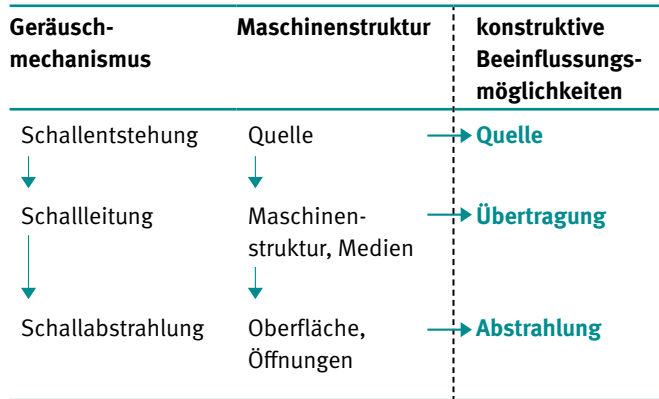 Geräusch-
mechanismus
Maschinenstruktur
konstruktive
Beeinflussungs-
möglichkeiten
Schallentstehung
Quelle
Quelle
Schallleitung
Maschinen-
struktur, Medien
Übertragung
Schallabstrahlung
Oberfläche,
Öffnungen
Abstrahlung